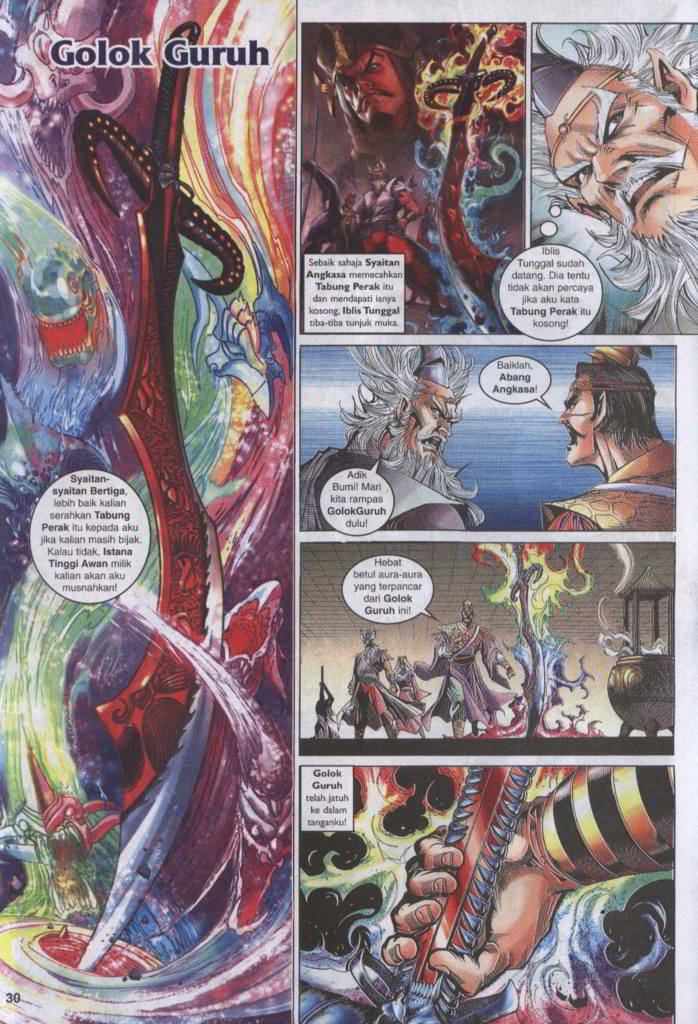 Golok Guruh
Syaitan-
syaitan Bertiga,
lebih baik kalian
serahkan Tabung
Perak itu kepada aku
jika kalian masih bijak.
Kalau tidak, Istana
Tinggi Awan milik
kalian akan aku
musnahkan!
30
Sebaik sahaja Syaitan
Angkasa memecahkan
Tabung Perak itu
dan mendapati ianya
kosong, Iblis Tunggal
tiba-tiba tunjuk muka.
Iblis
Tunggal sudah
datang. Dia tentu
tidak akan percaya
jika aku kata
Tabung Perak itu
kosong!
Adik
Bumi! Mari
kita rampas
GolokGuruh
dulu!
Baiklah,
Abang
Angkasa!
Hebat
betul aura-aura
yang terpancar
dari Golok
Guruh ini!
Golok
Guruh
telah jatuh
ke dalam
tanganku!